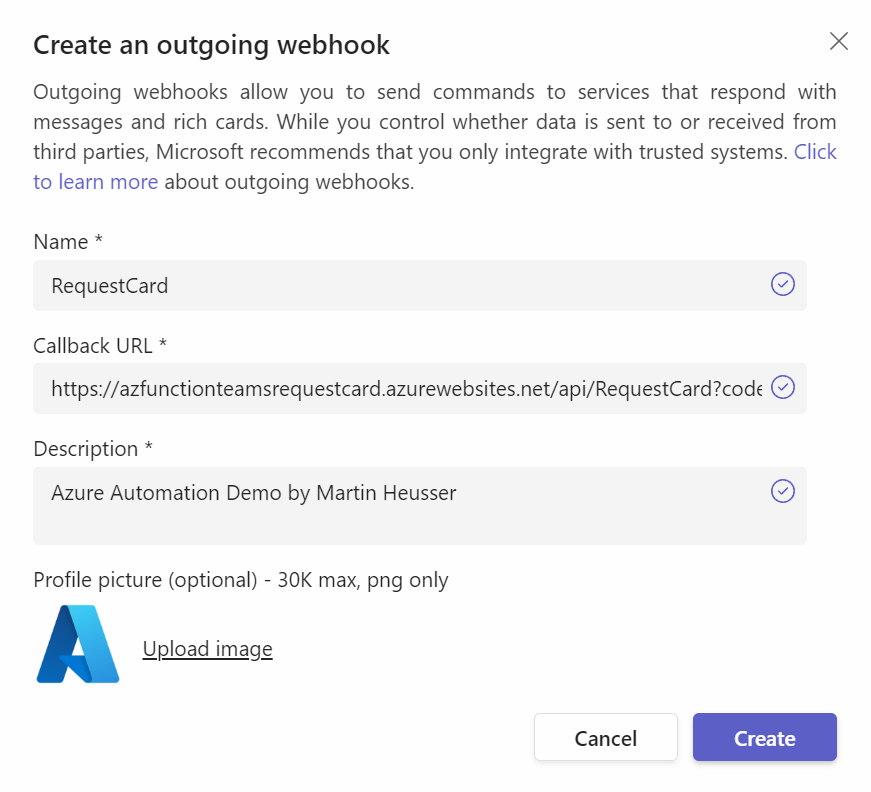 Create an outgoing webhook
Outgoing webhooks allow you to send commands to services that respond with
messages and rich cards. While you control whether data is sent to or received from
third parties, Microsoft recommends that you only integrate with trusted systems. Click
to learn more about outgoing webhooks.
Name *
RequestCard
Callback URL *
https://azfunctionteamsrequestcard.azurewebsites.net/api/RequestCard?code
Description *
Azure Automation Demo by Martin Heusser
Profile picture (optional) - 30K max, png only
Upload image
Cancel
Create